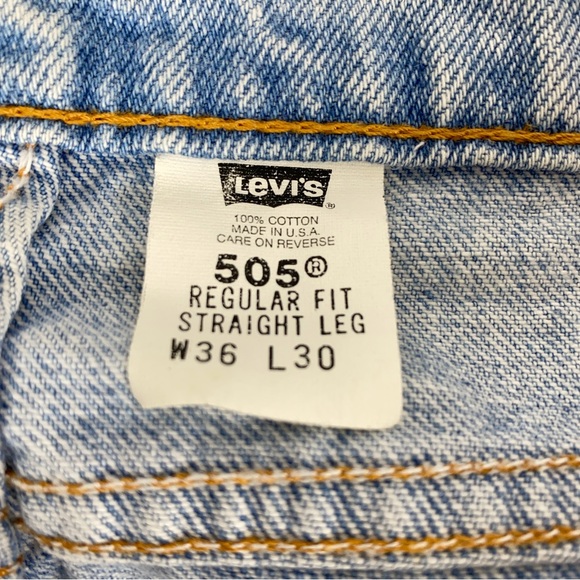 Levi's®
100% COTTON
MADE IN U.S.A.
CARE ON REVERSE
505®
REGULAR FIT
STRAIGHT LEG
W36 L30